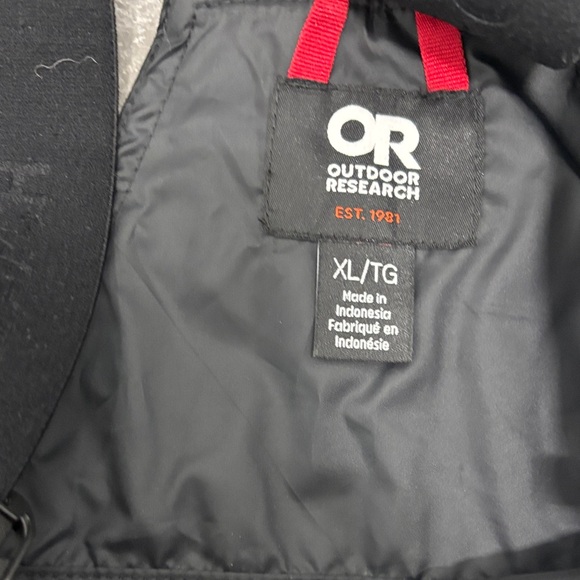 OR
OUTDOOR
RESEARCH
EST. 1981
XL/TG
Made in
Indonesia
Fabriqué en
Indonésie